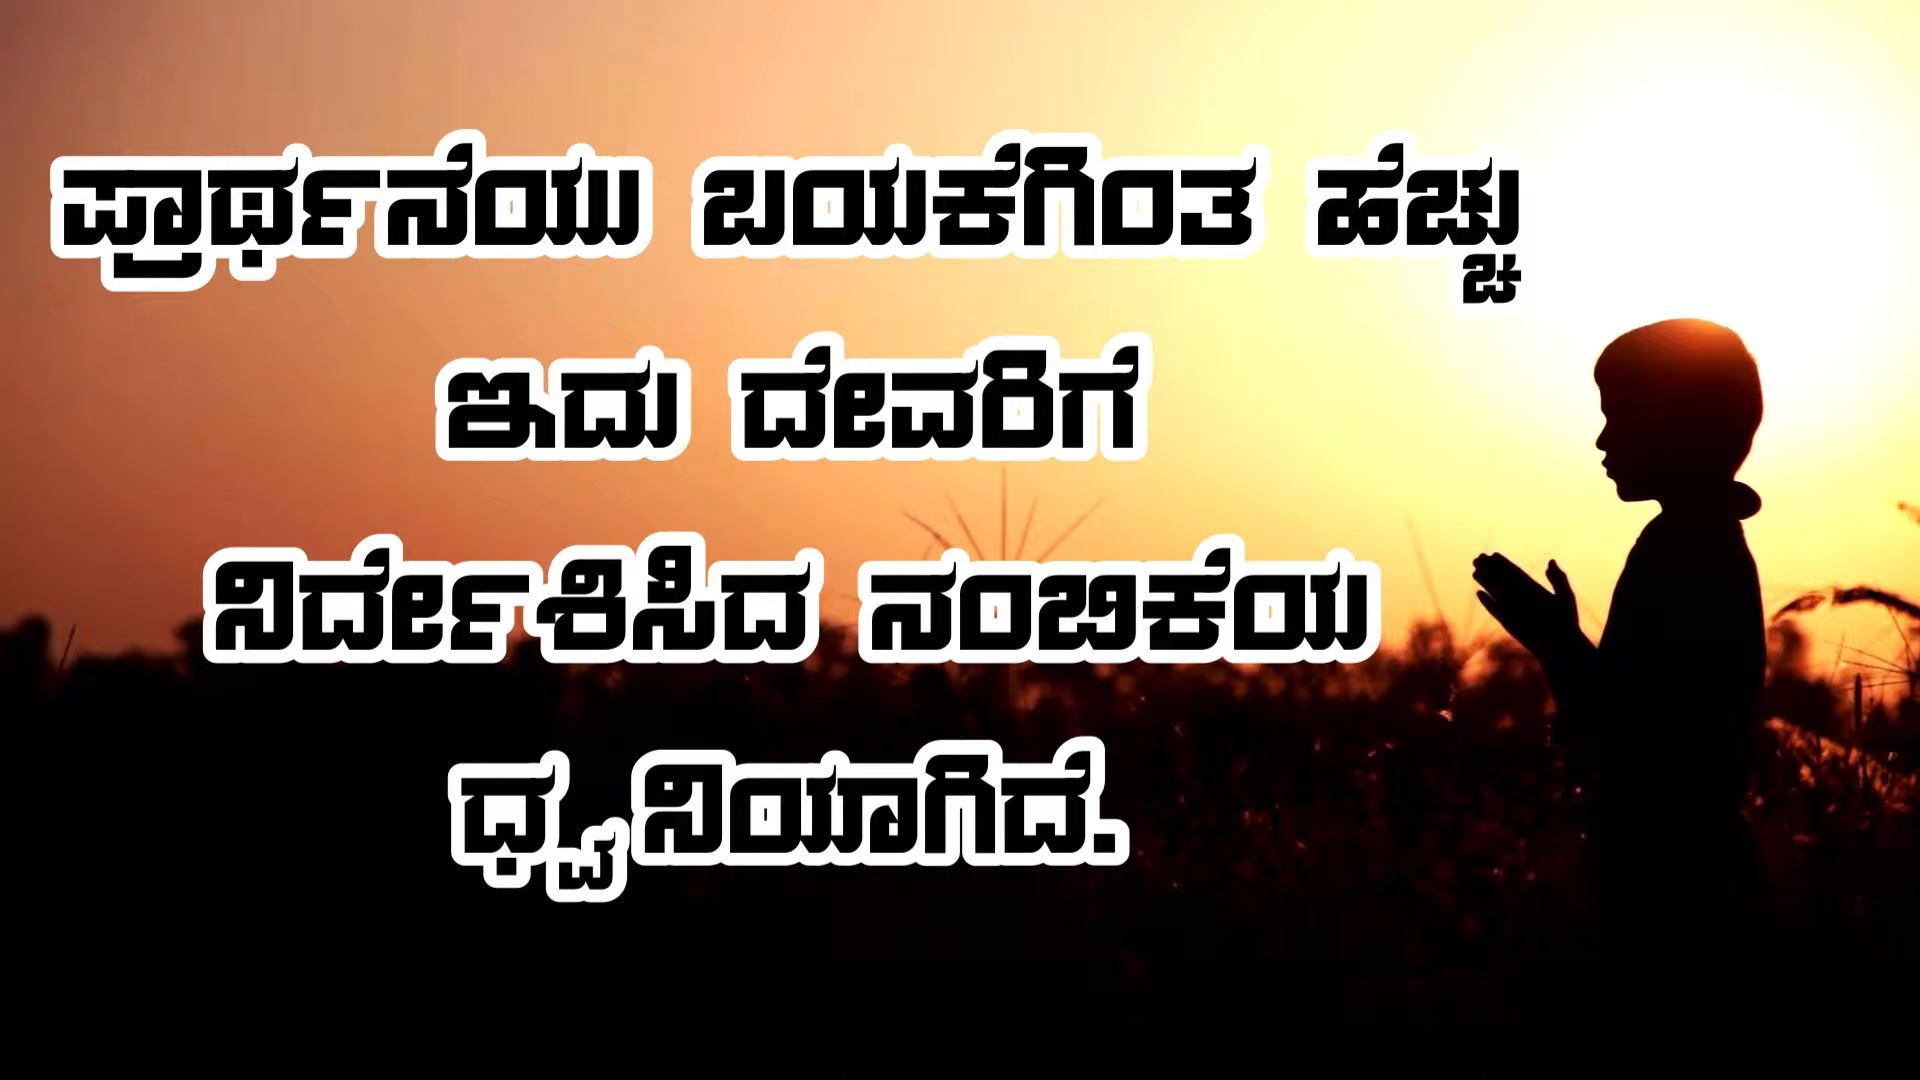 ಪ್ರಾರ್ಥನೆಯು ಬಯಕೆಗಿಂತ ಹೆಚ್ಚು
ಇದು ದೇವರಿಗೆ
ನಿರ್ದೇಶಿಸಿದ ನಂಬಿಕೆಯ
ಧ್ವನಿಯಾಗಿದೆ.